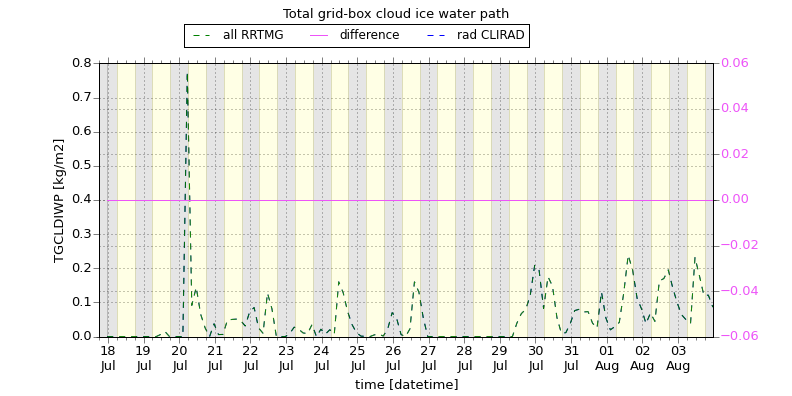 Total grid-box cloud ice water path
all RRTMG difference rad CLIRAD
0.8 0.06
0.7 0.04
0.6 0.02
0.5 0.00
0.4 −0.02
0.3 −0.04
0.2 −0.06
0.1
0.0
TGCLDIWP [kg/m2]
18 19 20 21 22 23 24 25 26 27 28 29 30 31 01 02 03
Jul Jul Jul Jul Jul Jul Jul Jul Jul Jul Jul Jul Jul Jul Aug Aug Aug
time [datetime]